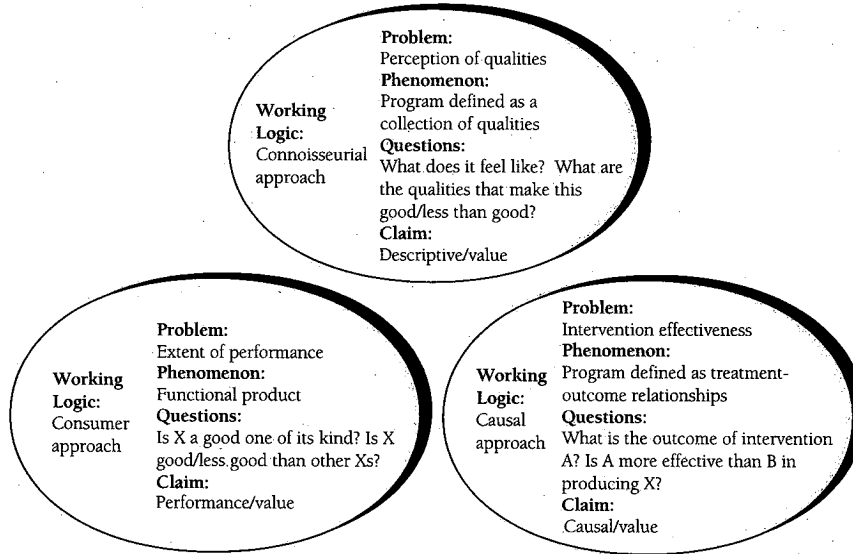 Problem:
Perception of qualities
Phenomenon:
Program defined as a
collection of qualities
Questions:
What does it feel like? What are
the qualities that make this
good/less than good?
Claim:
Descriptive/value
Working
Logic:
Connoisseurial
approach
Problem:
Extent of performance
Phenomenon:
Functional product
Questions:
Is X a good one of its kind? Is X
good/less good than other Xs?
Claim:
Performance/value
Working
Logic:
Consumer
approach
Problem:
Intervention effectiveness
Phenomenon:
Program defined as treatment-
outcome relationships
Questions:
What is the outcome of intervention
A? Is A more effective than B in
producing X?
Claim:
Causal/value
Working
Logic:
Causal
approach